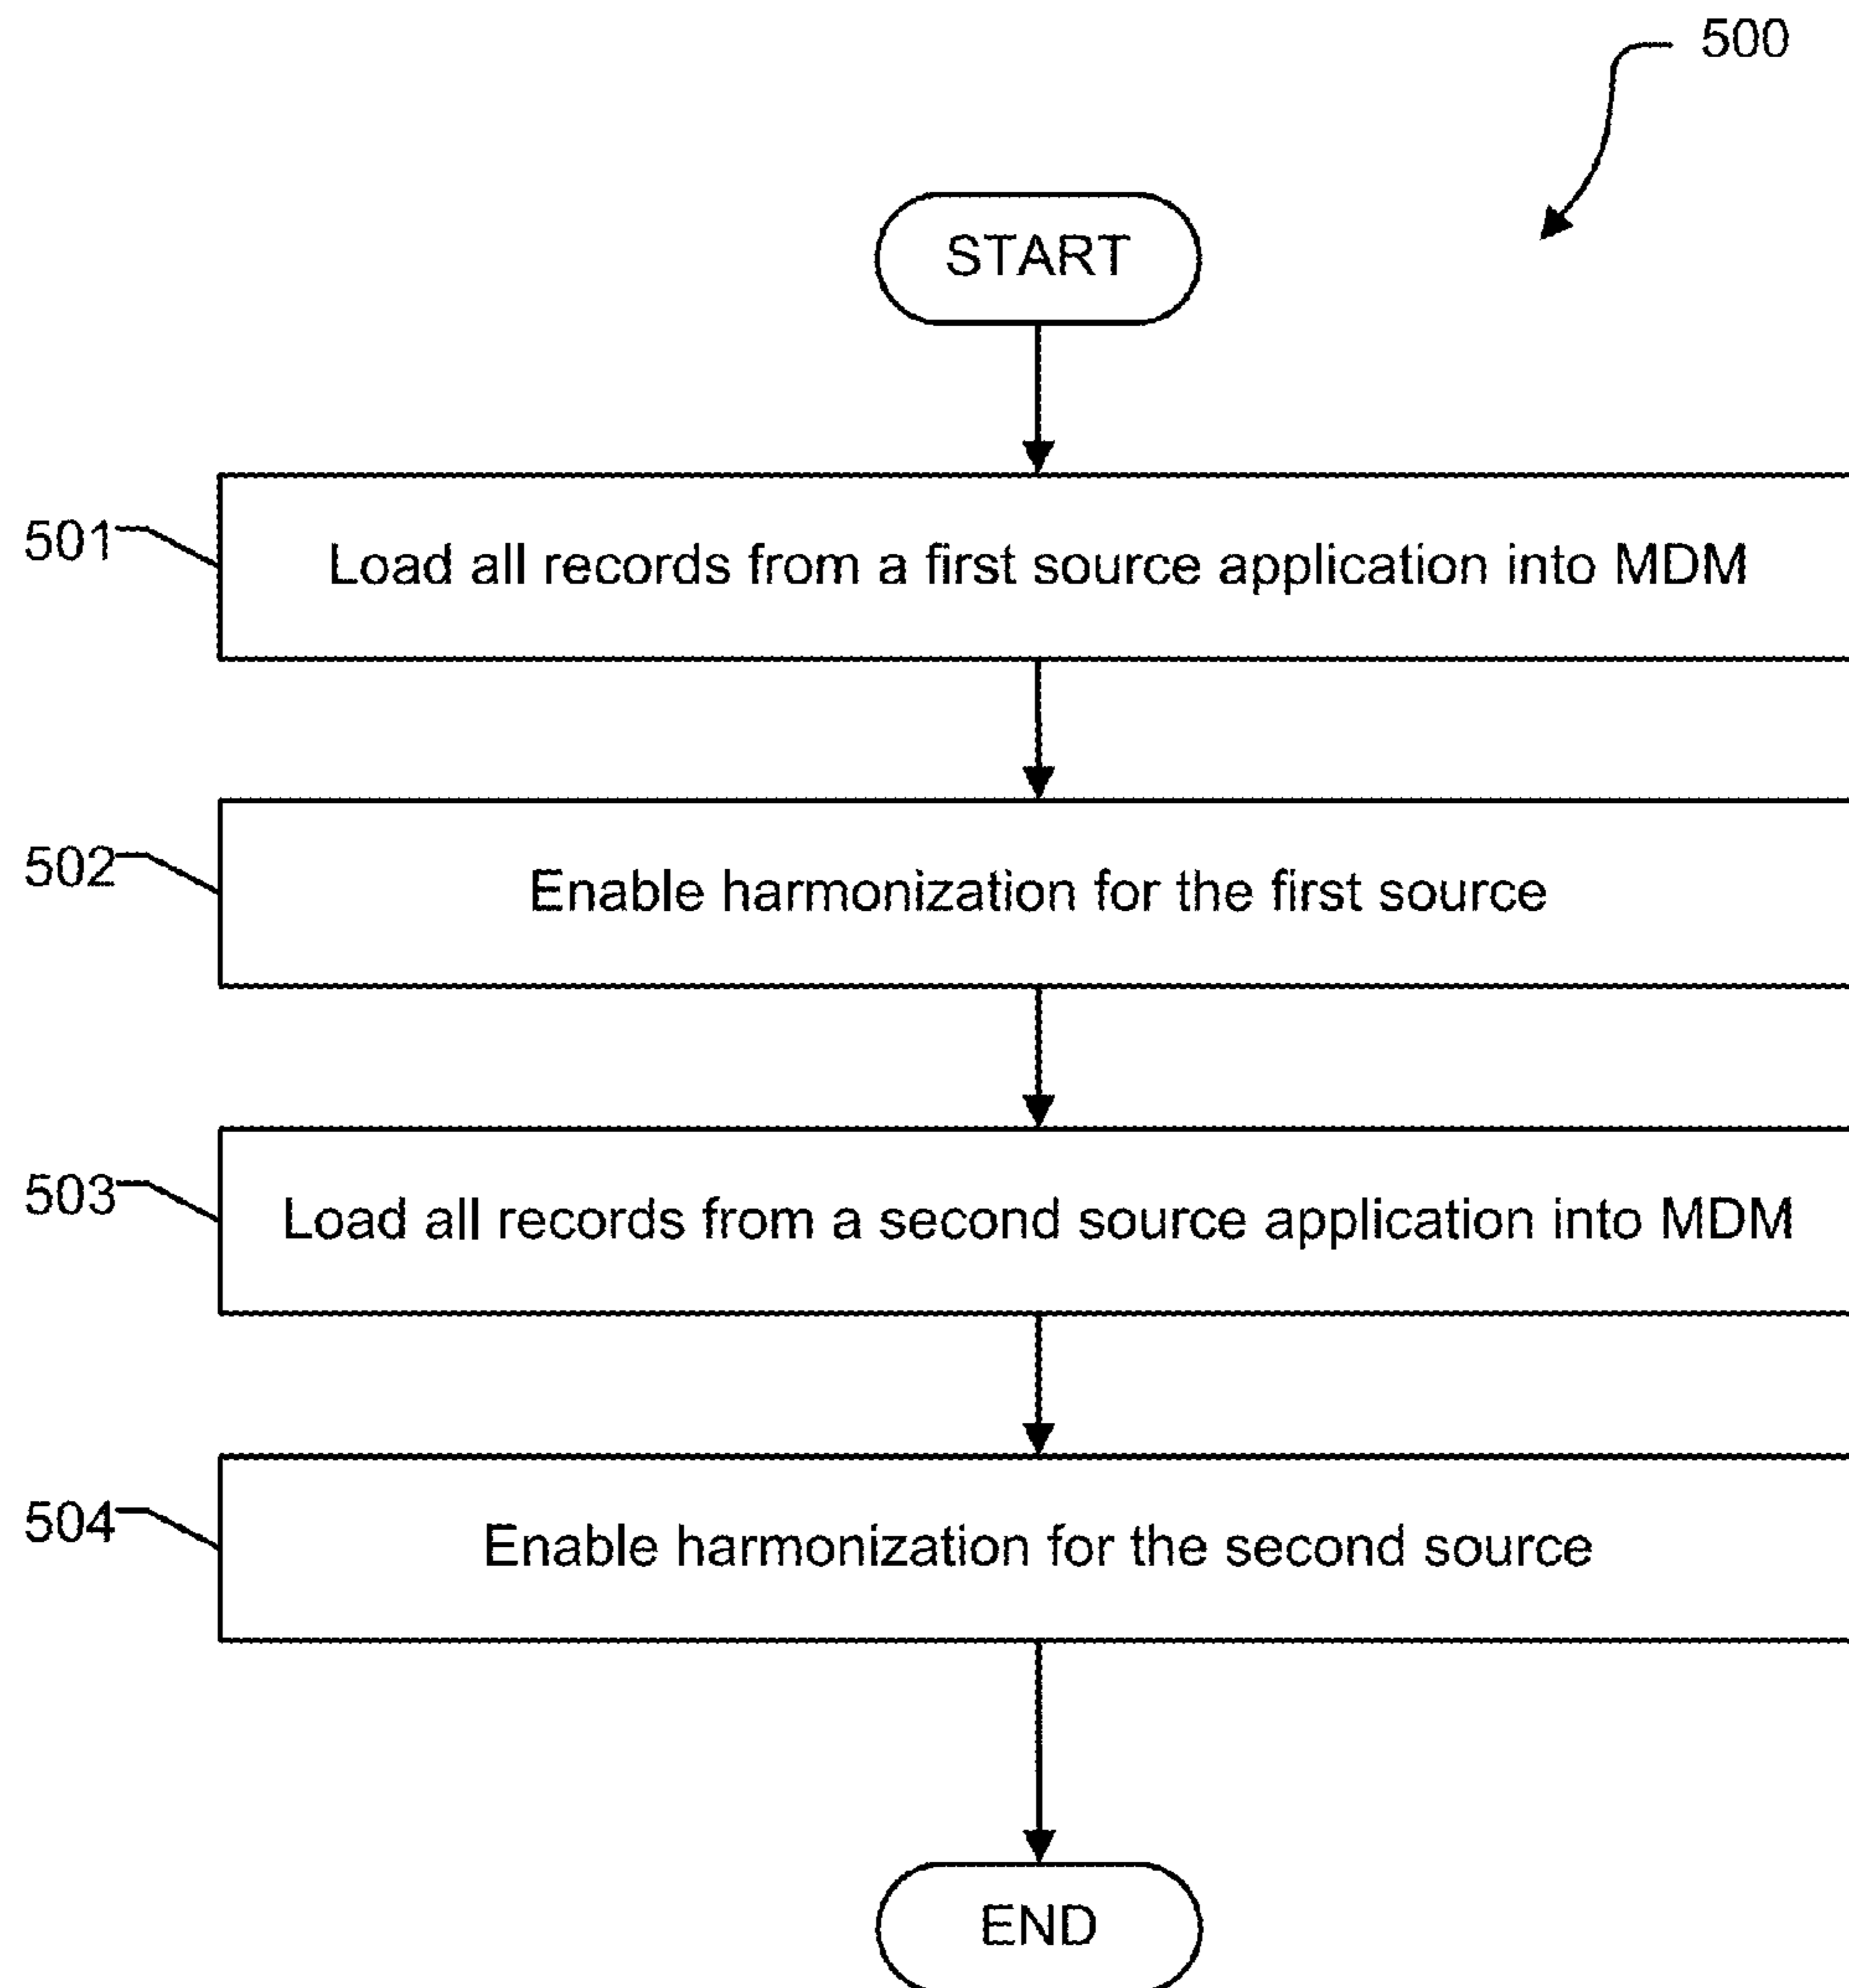 500
START
501
Load all records from a first source application into MDM
502
Enable harmonization for the first source
503
Load all records from a second source application into MDM
504
Enable harmonization for the second source
END